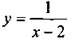 y = 1/(x − 2)